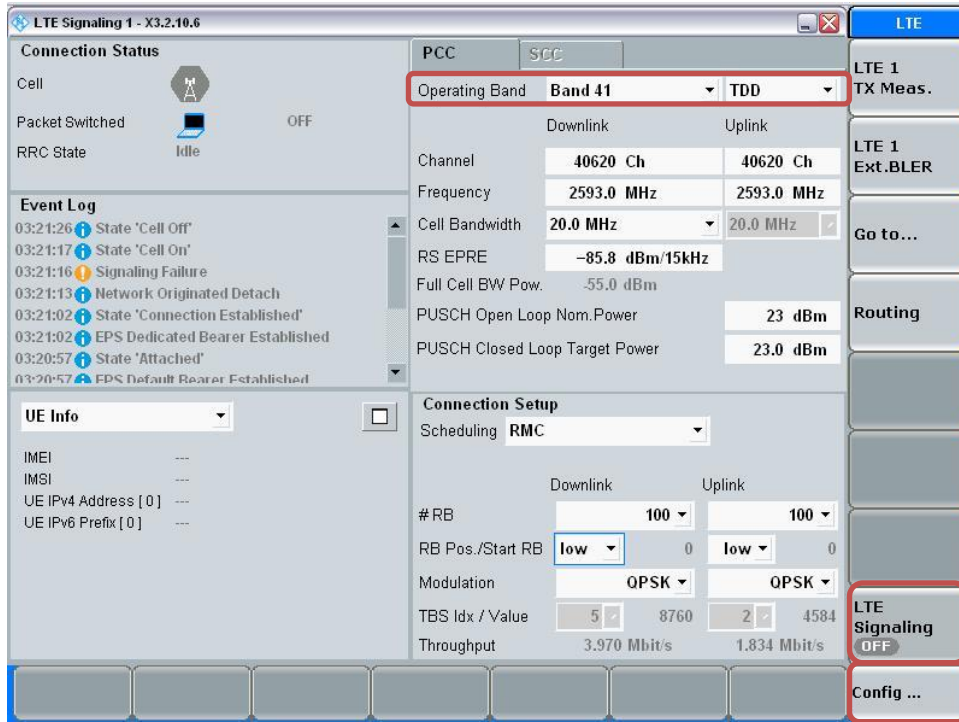 LTE Signaling 1 - X3.2.10.6
LTE
Connection Status
Cell
Packet Switched OFF
RRC State Idle
Event Log
03:21:26 State 'Cell Off'
03:21:17 State 'Cell On'
03:21:16 Signaling Failure
03:21:13 Network Originated Detach
03:21:02 State 'Connection Established'
03:21:02 EPS Dedicated Bearer Established
03:20:57 State 'Attached'
03:20:57 EPS Default Bearer Established
UE Info
IMEI ---
IMSI ---
UE IPv4 Address [ 0 ] ---
UE IPv6 Prefix [ 0 ] ---
PCC SCC
Operating Band Band 41 TDD
Downlink Uplink
Channel 40620 Ch 40620 Ch
Frequency 2593.0 MHz 2593.0 MHz
Cell Bandwidth 20.0 MHz 20.0 MHz
RS EPRE -85.8 dBm/15kHz
Full Cell BW Pow. -55.0 dBm
PUSCH Open Loop Nom.Power 23 dBm
PUSCH Closed Loop Target Power 23.0 dBm
Connection Setup
Scheduling RMC
Downlink Uplink
# RB 100 100
RB Pos./Start RB low 0 low 0
Modulation QPSK QPSK
TBS Idx / Value 5 8760 2 4584
Throughput 3.970 Mbit/s 1.834 Mbit/s
LTE 1
TX Meas.
LTE 1
Ext.BLER
Go to...
Routing
LTE
Signaling
OFF
Config ...